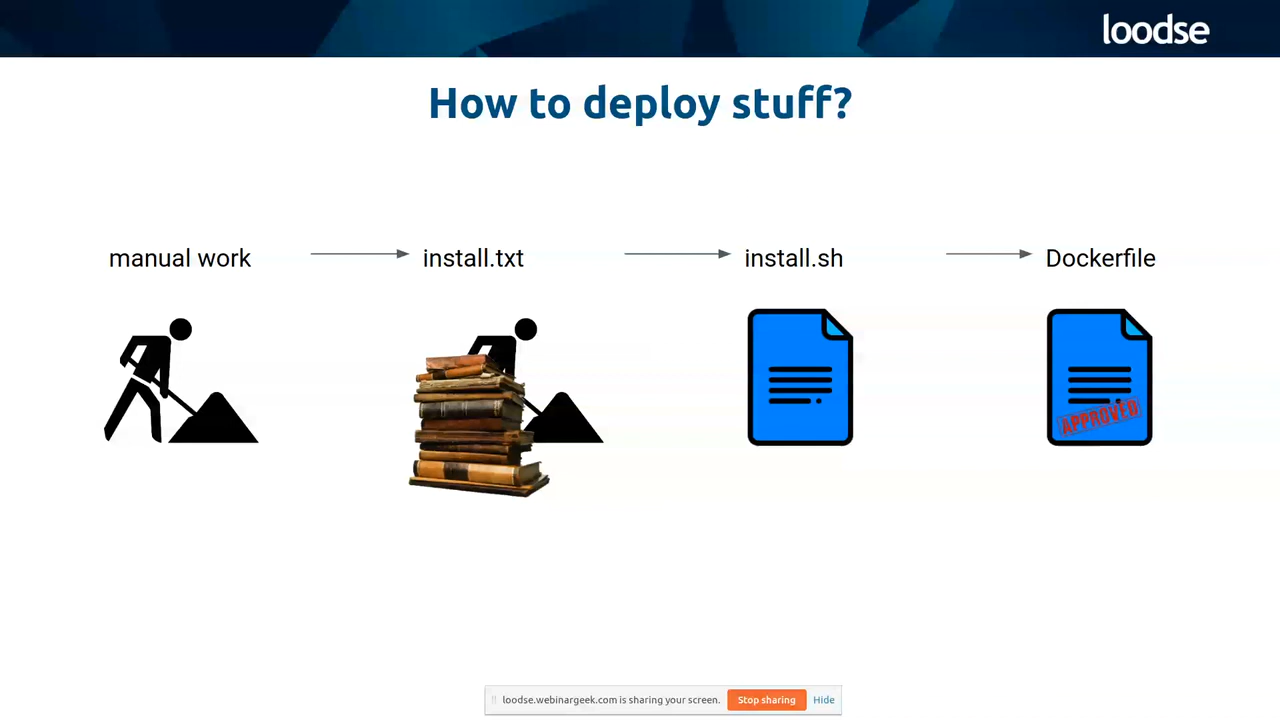 loodse
How to deploy stuff?
manual work
install.txt
install.sh
Dockerfile
APPROVED
loodse.webinargeek.com is sharing your screen.
Stop sharing
Hide